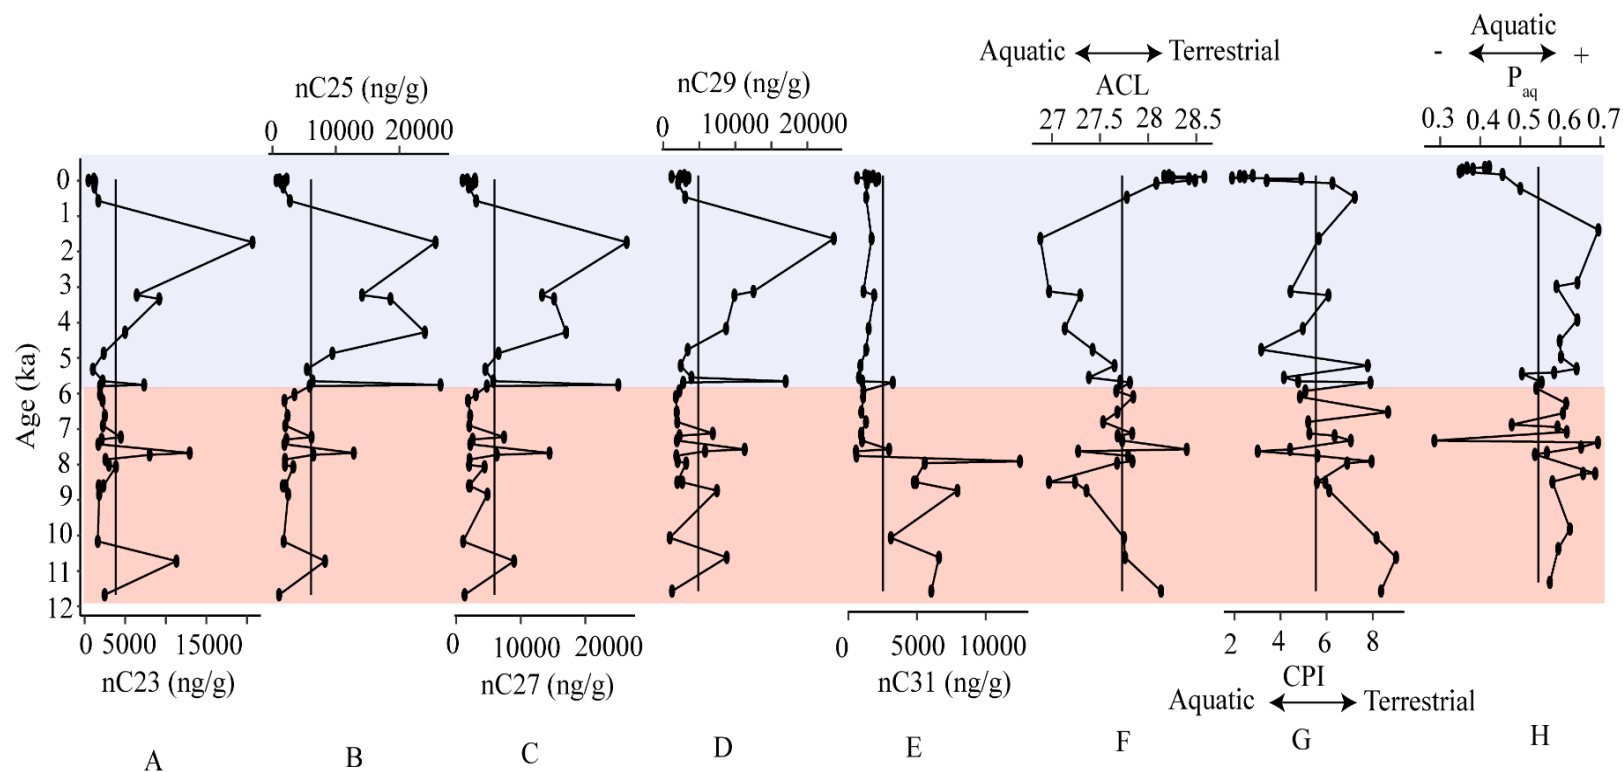 Aquatic
- +
Aquatic Terrestrial
Paq
ACL
nC25 (ng/g)
nC29 (ng/g)
0 10000 20000
0 10000 20000
27 27.5 28 28.5
0.3 0.4 0.5 0.6 0.7
Age (ka)
0
1
2
3
4
5
6
7
8
9
10
11
12
0 5000 15000
0 10000 20000
0 5000 10000
2 4 6 8
nC23 (ng/g)
nC27 (ng/g)
nC31 (ng/g)
CPI
Aquatic Terrestrial
A B C D E F G H